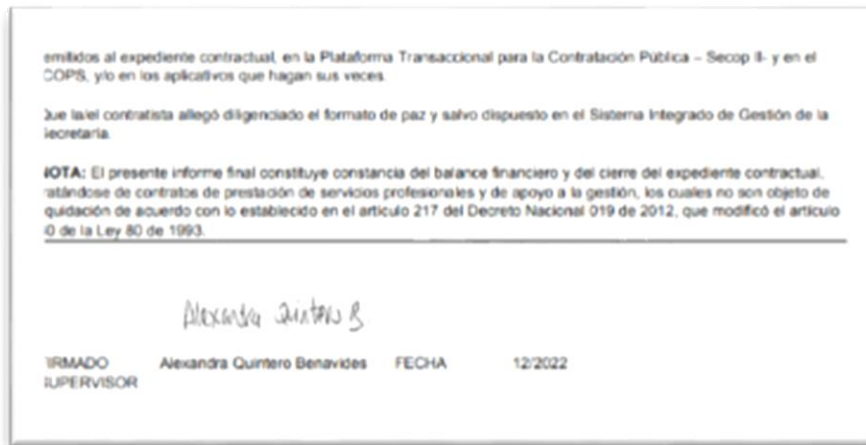 emitidos al expediente contractual, en la Plataforma Transaccional para la Contratación Pública – Secop II- y en el
COPS, y/o en los aplicativos que hagan sus veces.
Que la/el contratista allegó diligenciado el formato de paz y salvo dispuesto en el Sistema Integrado de Gestión de la
Secretaría.
NOTA: El presente informe final constituye constancia del balance financiero y del cierre del expediente contractual,
ratándose de contratos de prestación de servicios profesionales y de apoyo a la gestión, los cuales no son objeto de
quidación de acuerdo con lo establecido en el artículo 217 del Decreto Nacional 019 de 2012, que modificó el artículo
0 de la Ley 80 de 1993.
Alexandra Quintero B
IRMADO Alexandra Quintero Benavides FECHA 12/2022
SUPERVISOR